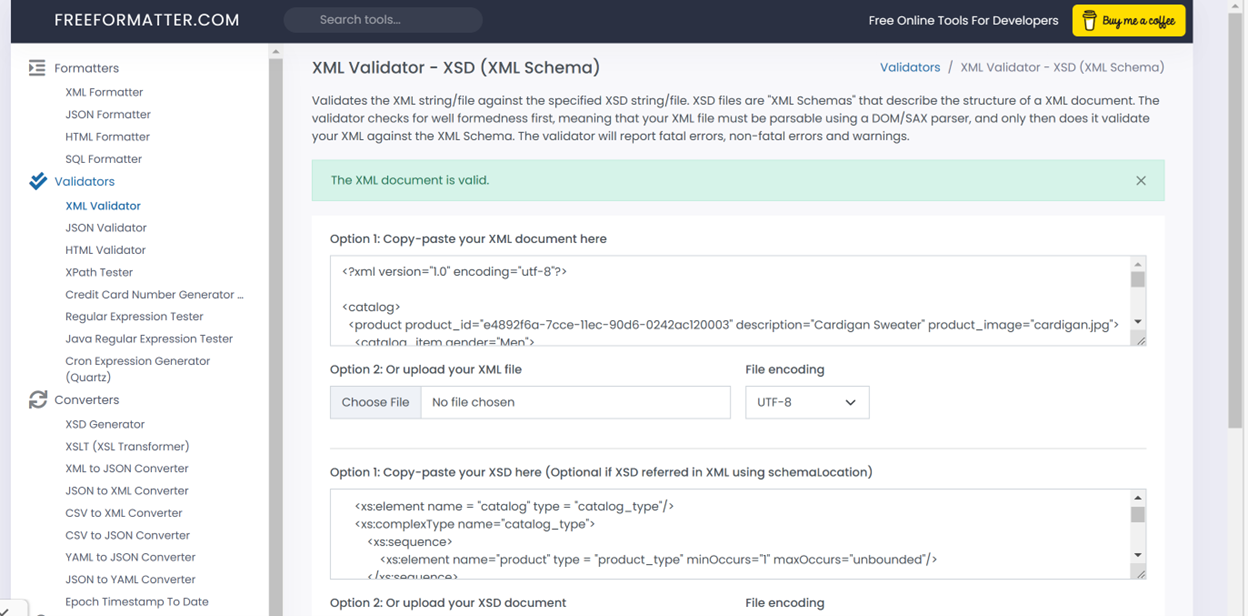 FREEFORMATTER.COM
Search tools...
Free Online Tools For Developers
Buy me a coffee
Formatters
XML Formatter
JSON Formatter
HTML Formatter
SQL Formatter
Validators
XML Validator
JSON Validator
HTML Validator
XPath Tester
Credit Card Number Generator ...
Regular Expression Tester
Java Regular Expression Tester
Cron Expression Generator
(Quartz)
Converters
XSD Generator
XSLT (XSL Transformer)
XML to JSON Converter
JSON to XML Converter
CSV to XML Converter
CSV to JSON Converter
YAML to JSON Converter
JSON to YAML Converter
Epoch Timestamp To Date
XML Validator - XSD (XML Schema)
Validators / XML Validator - XSD (XML Schema)
Validates the XML string/file against the specified XSD string/file. XSD files are "XML Schemas" that describe the structure of a XML document. The
validator checks for well formedness first, meaning that your XML file must be parsable using a DOM/SAX parser, and only then does it validate
your XML against the XML Schema. The validator will report fatal errors, non-fatal errors and warnings.
The XML document is valid.
Option 1: Copy-paste your XML document here
<?xml version="1.0" encoding="utf-8"?>
<catalog>
<product product_id="e4892f6a-7cce-11ec-90d6-0242ac120003" description="Cardigan Sweater" product_image="cardigan.jpg">
<catalog_item gender="Men">
Option 2: Or upload your XML file
File encoding
Choose File
No file chosen
UTF-8
Option 1: Copy-paste your XSD here (Optional if XSD referred in XML using schemaLocation)
<xs:element name = "catalog" type = "catalog_type"/>
<xs:complexType name="catalog_type">
<xs:sequence>
<xs:element name="product" type = "product_type" minOccurs="1" maxOccurs="unbounded"/>
</xs:sequence>
Option 2: Or upload your XSD document
File encoding